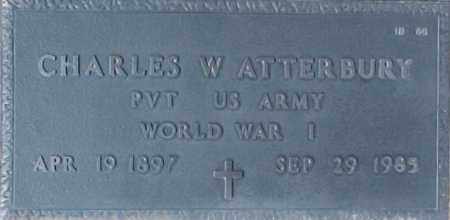 CHARLES W ATTERBURY
PVT US ARMY
WORLD WAR I
APR 19 1897 SEP 29 1985